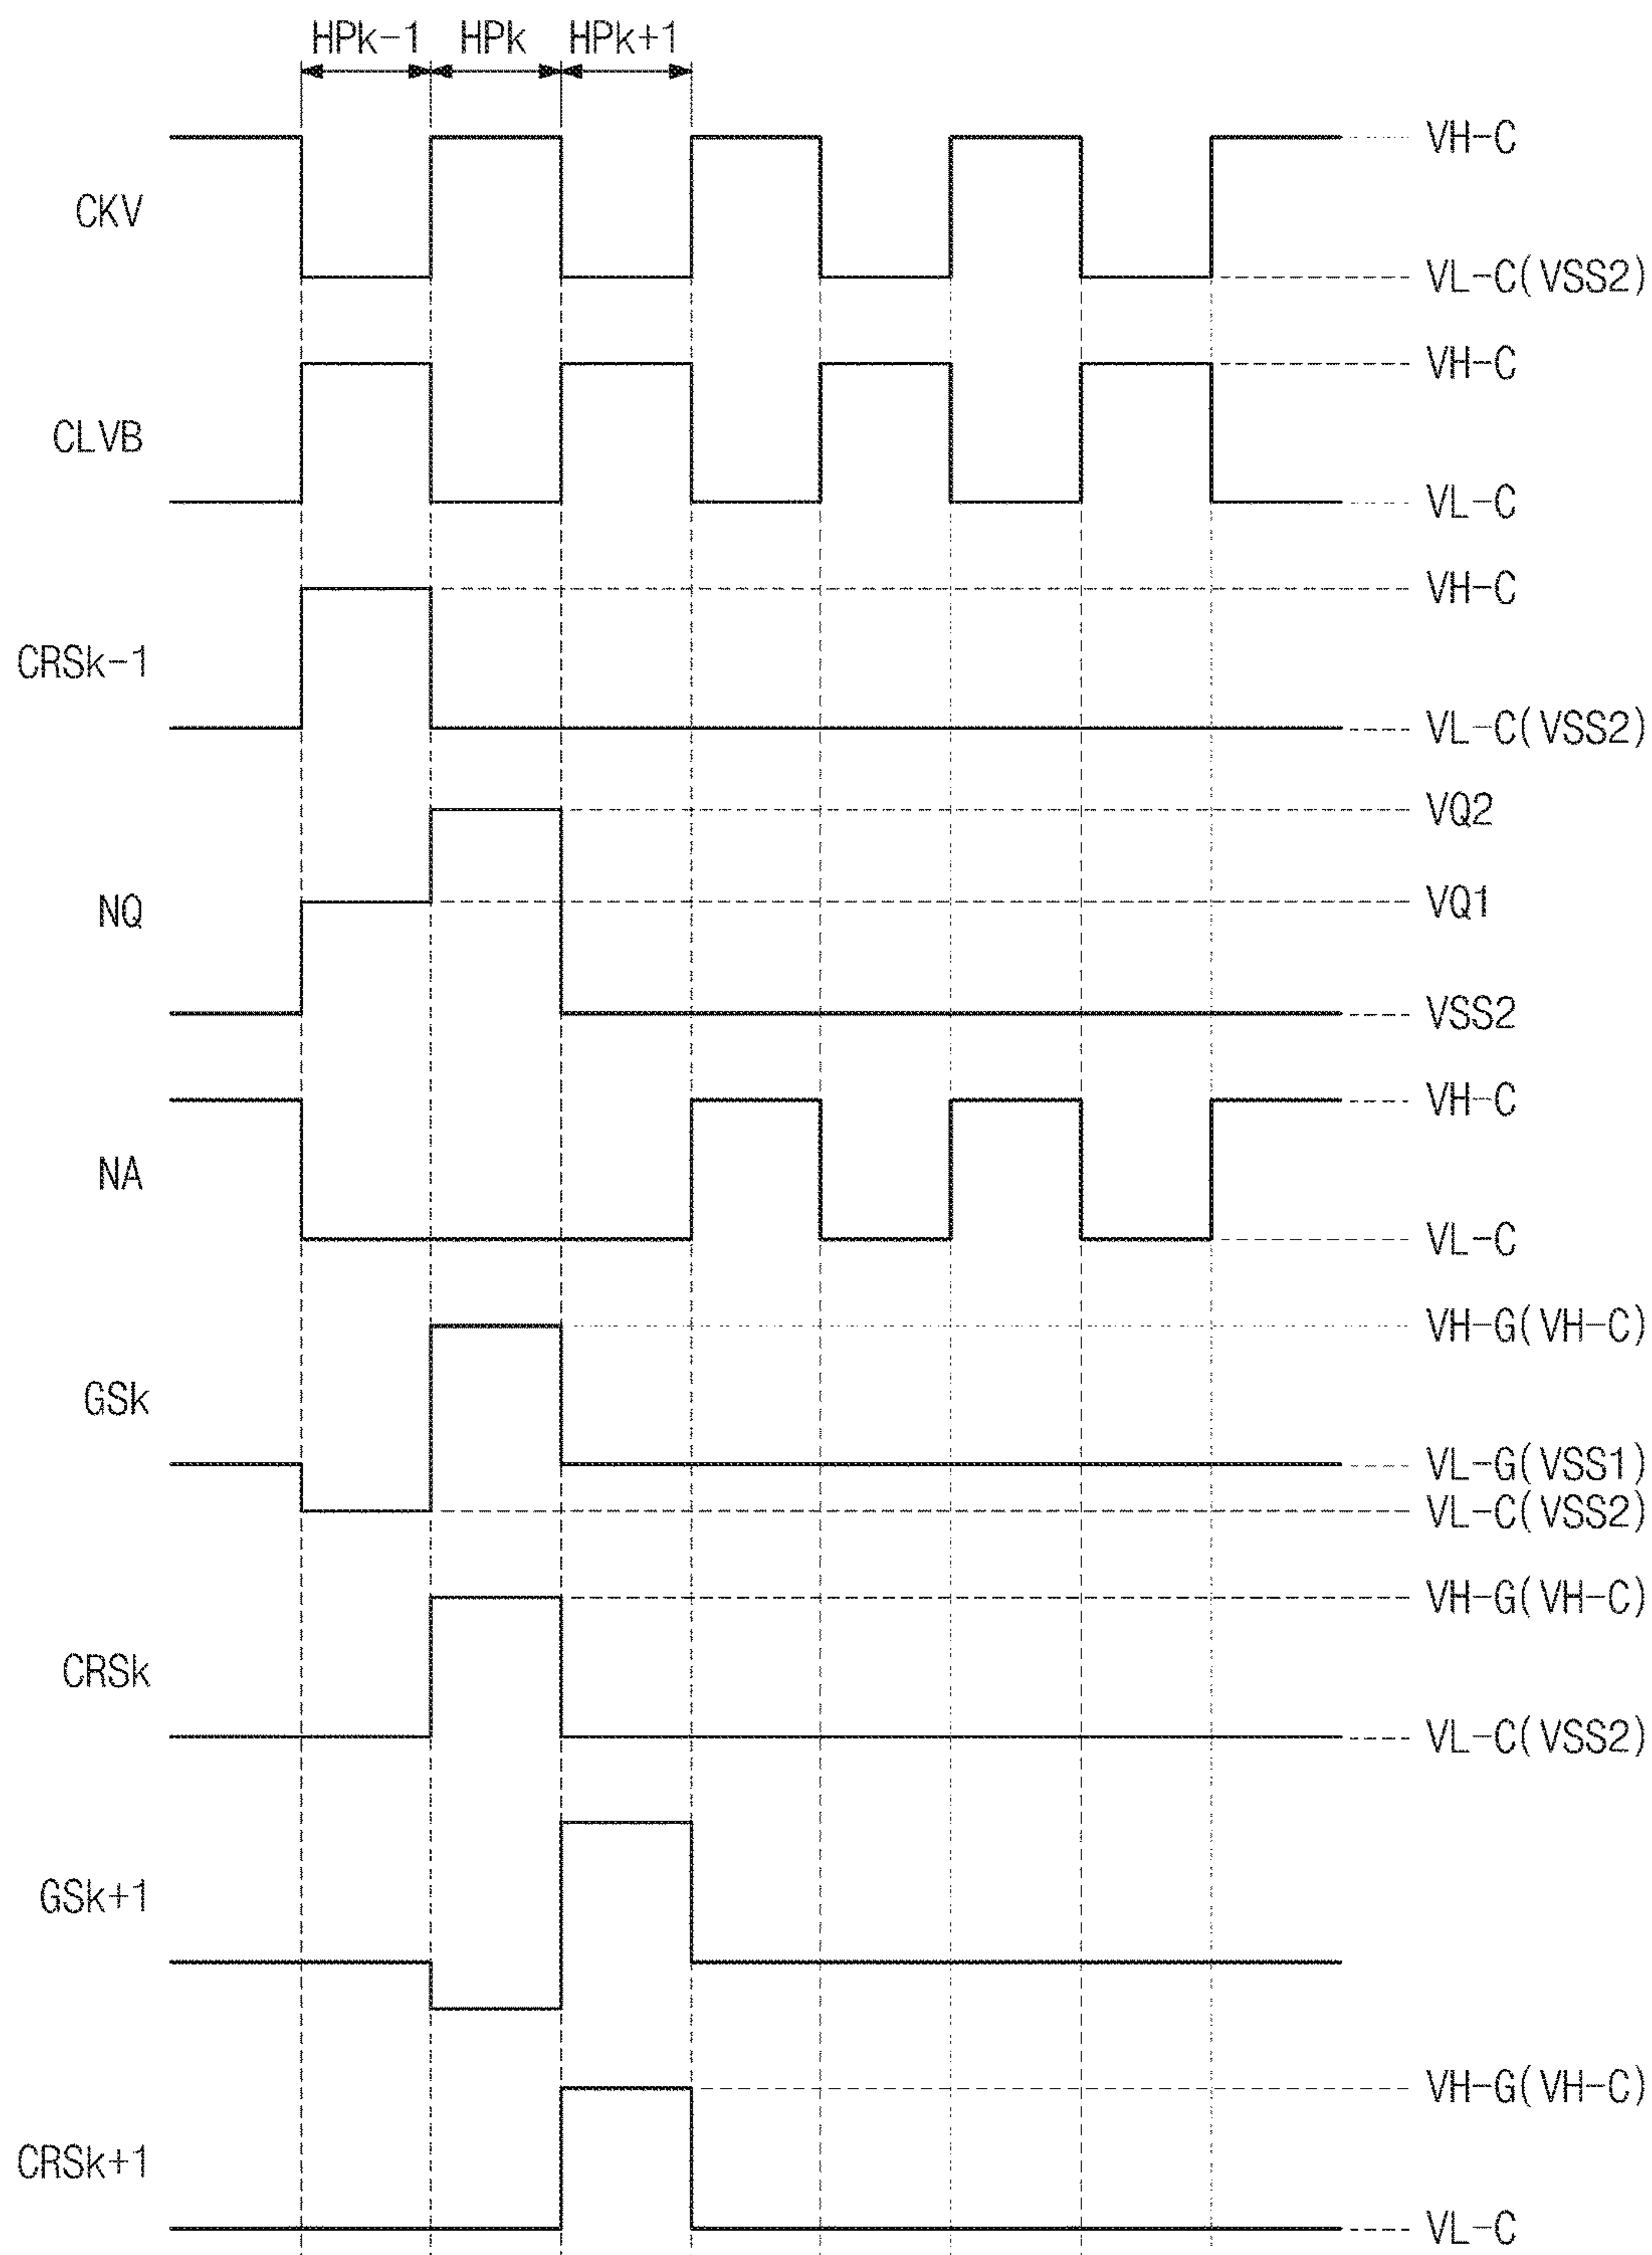 HPk-1 HPk HPk+1
VH-C
CKV
VL-C(VSS2)
VH-C
CLVB
VL-C
VH-C
CRSk-1
VL-C(VSS2)
VQ2
NQ
VQ1
VSS2
VH-C
NA
VL-C
VH-G(VH-C)
GSk
VL-G(VSS1)
VL-C(VSS2)
VH-G(VH-C)
CRSk
VL-C(VSS2)
GSk+1
VH-G(VH-C)
CRSk+1
VL-C